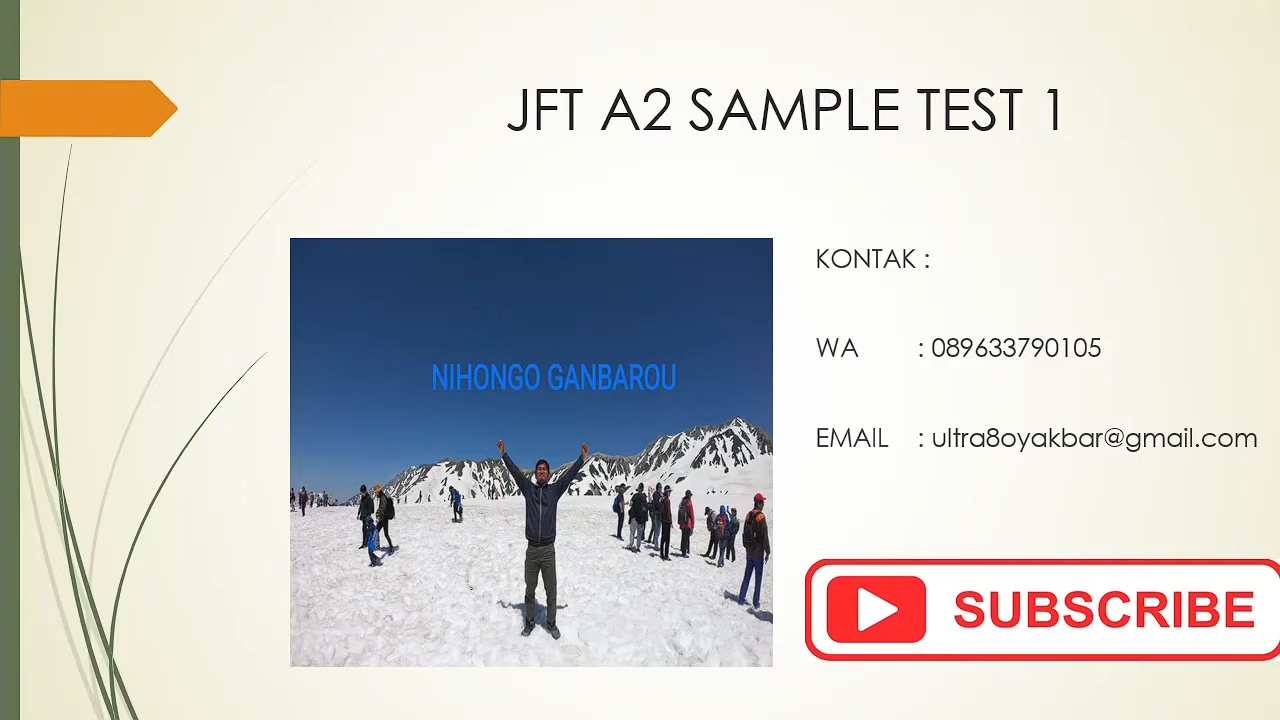 JFT A2 SAMPLE TEST 1
NIHONGO GANBAROU
KONTAK :
WA : 089633790105
EMAIL : ultra8oyakbar@gmail.com
SUBSCRIBE